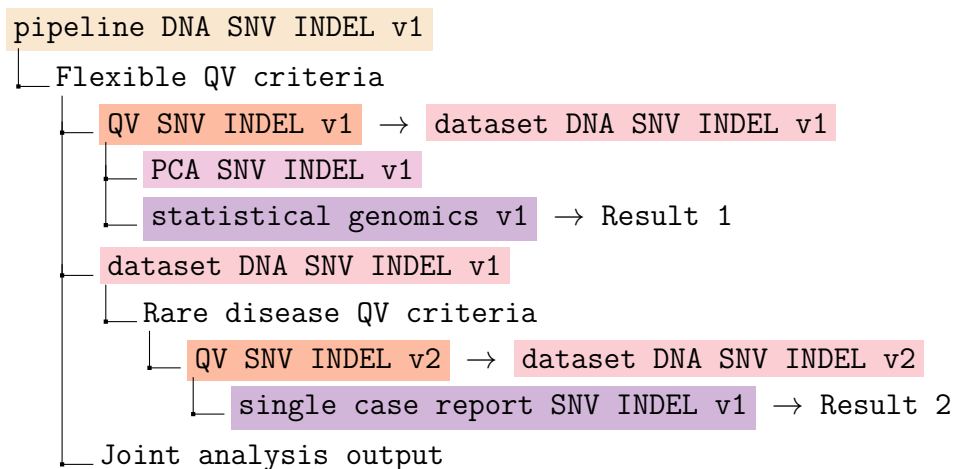 pipeline DNA SNV INDEL v1
Flexible QV criteria
QV SNV INDEL v1 → dataset DNA SNV INDEL v1
PCA SNV INDEL v1
statistical genomics v1 → Result 1
dataset DNA SNV INDEL v1
Rare disease QV criteria
QV SNV INDEL v2 → dataset DNA SNV INDEL v2
single case report SNV INDEL v1 → Result 2
Joint analysis output